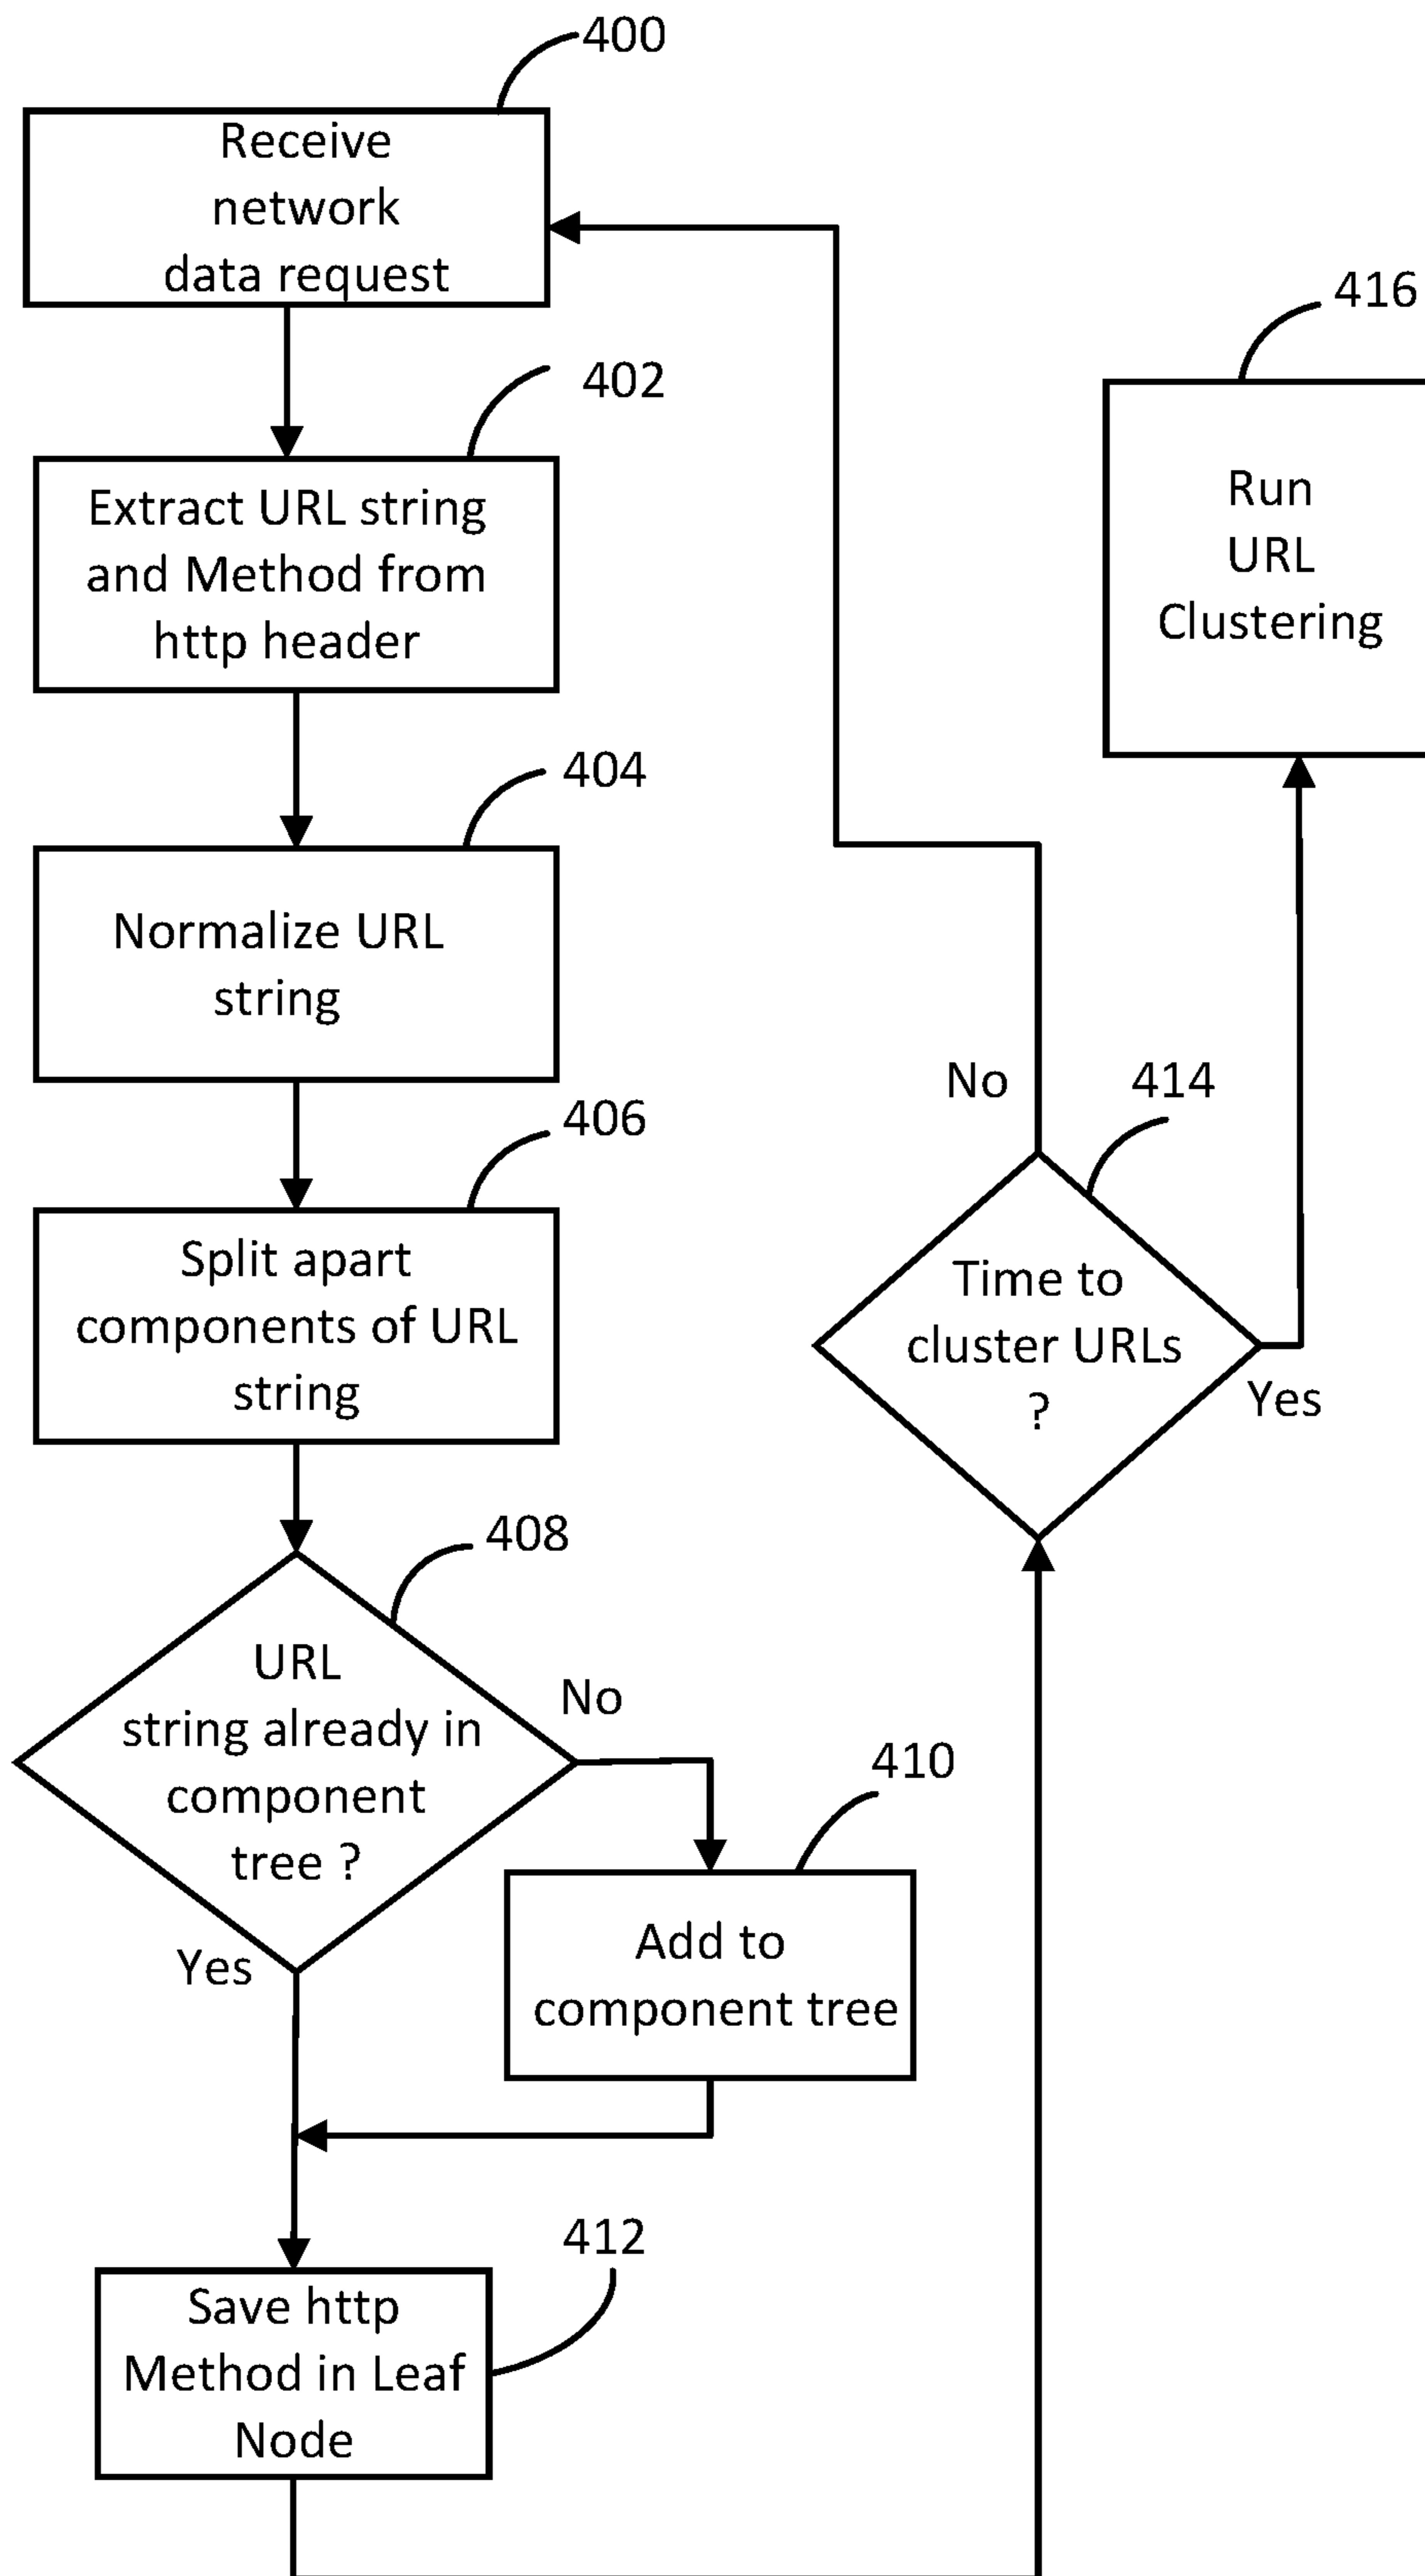 400
Receive
network
data request
402
Extract URL string
and Method from
http header
404
Normalize URL
string
406
Split apart
components of URL
string
408
URL
string already in
component
tree ?
No
Yes
410
Add to
component tree
412
Save http
Method in Leaf
Node
414
Time to
cluster URLs
?
No
Yes
416
Run
URL
Clustering